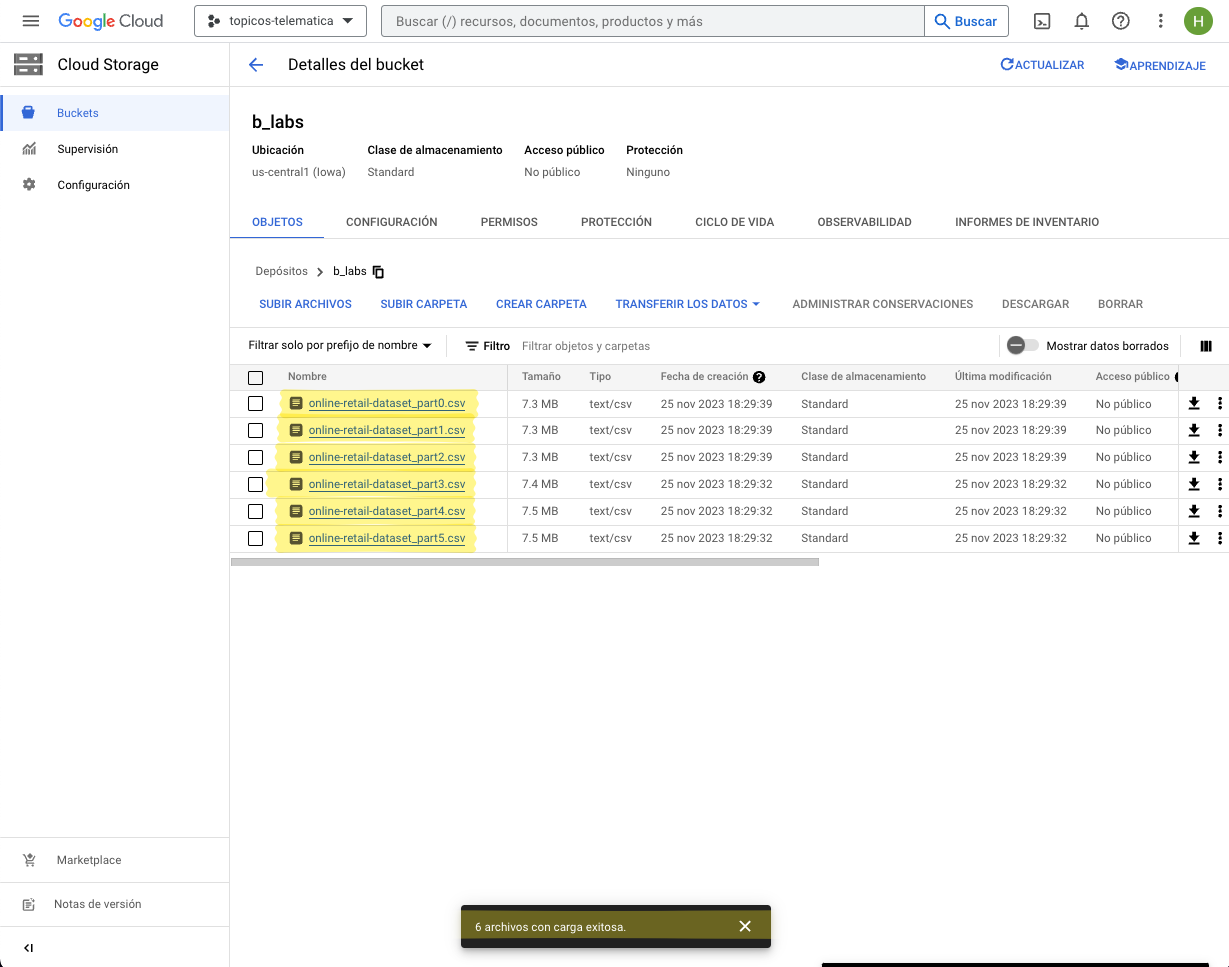 Google Cloud
topicos-telematica
Buscar (/) recursos, documentos, productos y más
Buscar
H
Cloud Storage
Detalles del bucket
ACTUALIZAR
APRENDIZAJE
Buckets
Supervisión
Configuración
b_labs
Ubicación Clase de almacenamiento Acceso público Protección
us-central1 (Iowa) Standard No público Ninguno
OBJETOS CONFIGURACIÓN PERMISOS PROTECCIÓN CICLO DE VIDA OBSERVABILIDAD INFORMES DE INVENTARIO
Depósitos b_labs
SUBIR ARCHIVOS SUBIR CARPETA CREAR CARPETA TRANSFERIR LOS DATOS ADMINISTRAR CONSERVACIONES DESCARGAR BORRAR
Filtrar solo por prefijo de nombre Filtro Filtrar objetos y carpetas Mostrar datos borrados
Nombre Tamaño Tipo Fecha de creación Clase de almacenamiento Última modificación Acceso público
online-retail-dataset_part0.csv 7.3 MB text/csv 25 nov 2023 18:29:39 Standard 25 nov 2023 18:29:39 No público
online-retail-dataset_part1.csv 7.3 MB text/csv 25 nov 2023 18:29:39 Standard 25 nov 2023 18:29:39 No público
online-retail-dataset_part2.csv 7.3 MB text/csv 25 nov 2023 18:29:39 Standard 25 nov 2023 18:29:39 No público
online-retail-dataset_part3.csv 7.4 MB text/csv 25 nov 2023 18:29:32 Standard 25 nov 2023 18:29:32 No público
online-retail-dataset_part4.csv 7.5 MB text/csv 25 nov 2023 18:29:32 Standard 25 nov 2023 18:29:32 No público
online-retail-dataset_part5.csv 7.5 MB text/csv 25 nov 2023 18:29:32 Standard 25 nov 2023 18:29:32 No público
Marketplace
Notas de versión
6 archivos con carga exitosa.